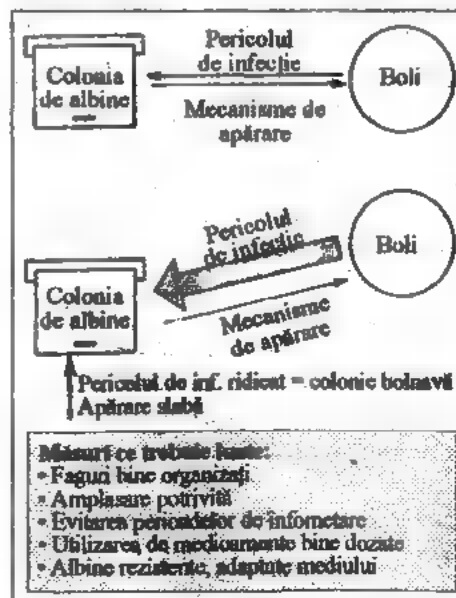 Pericolul
de infecție
Colonia
de albine
Boli
Mecanisme de
apărare
Pericolul
de infecție
Boli
Colonia
de albine
Mecanisme
de apărare
Pericolul de inf. ridicat = colonie bolnavă
Apărare slabă
Măsuri ce trebuie luate:
• Faguri bine organizați
• Amplasare potrivită
• Evitarea perioadelor de înfometare
• Utilizarea de medicamente bine dozate
• Albine rezistente, adaptate mediului